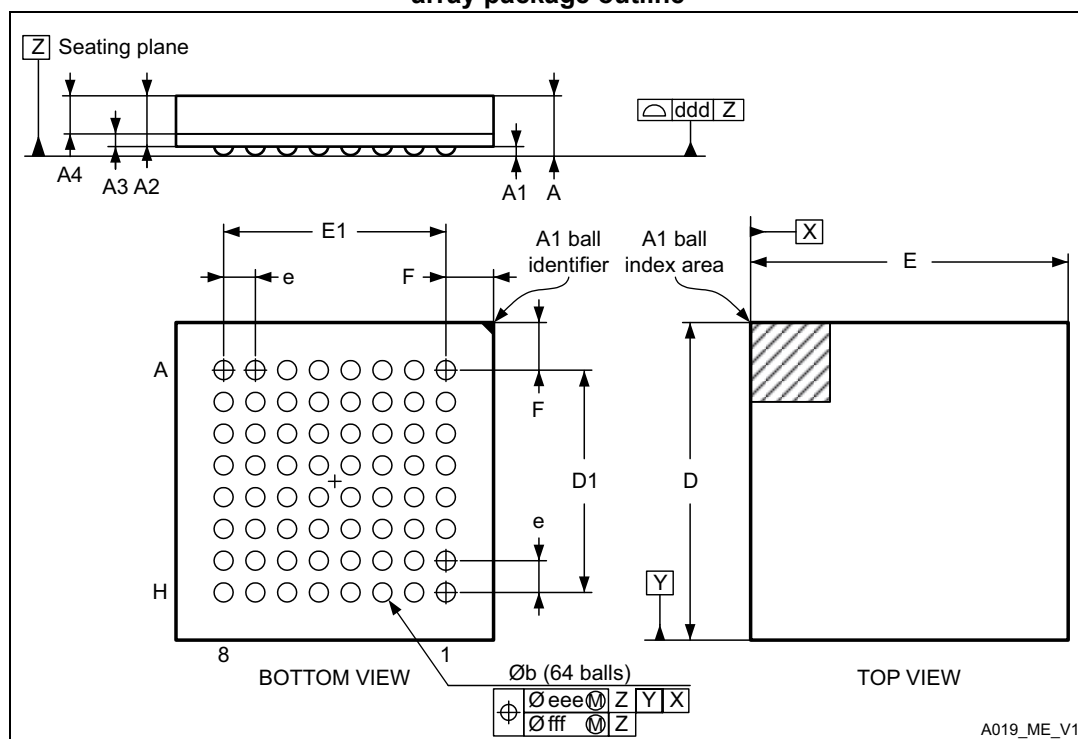 array package outline
Z Seating plane
ddd Z
A4
A3 A2
A1
A
E1
A1 ball
identifier
A1 ball
index area
X
E
e
F
A
F
D1
D
e
Y
H
8
1
BOTTOM VIEW
Øb (64 balls)
TOP VIEW
Ø eee Ⓜ Z Y X
Ø fff Ⓜ Z
A019_ME_V1